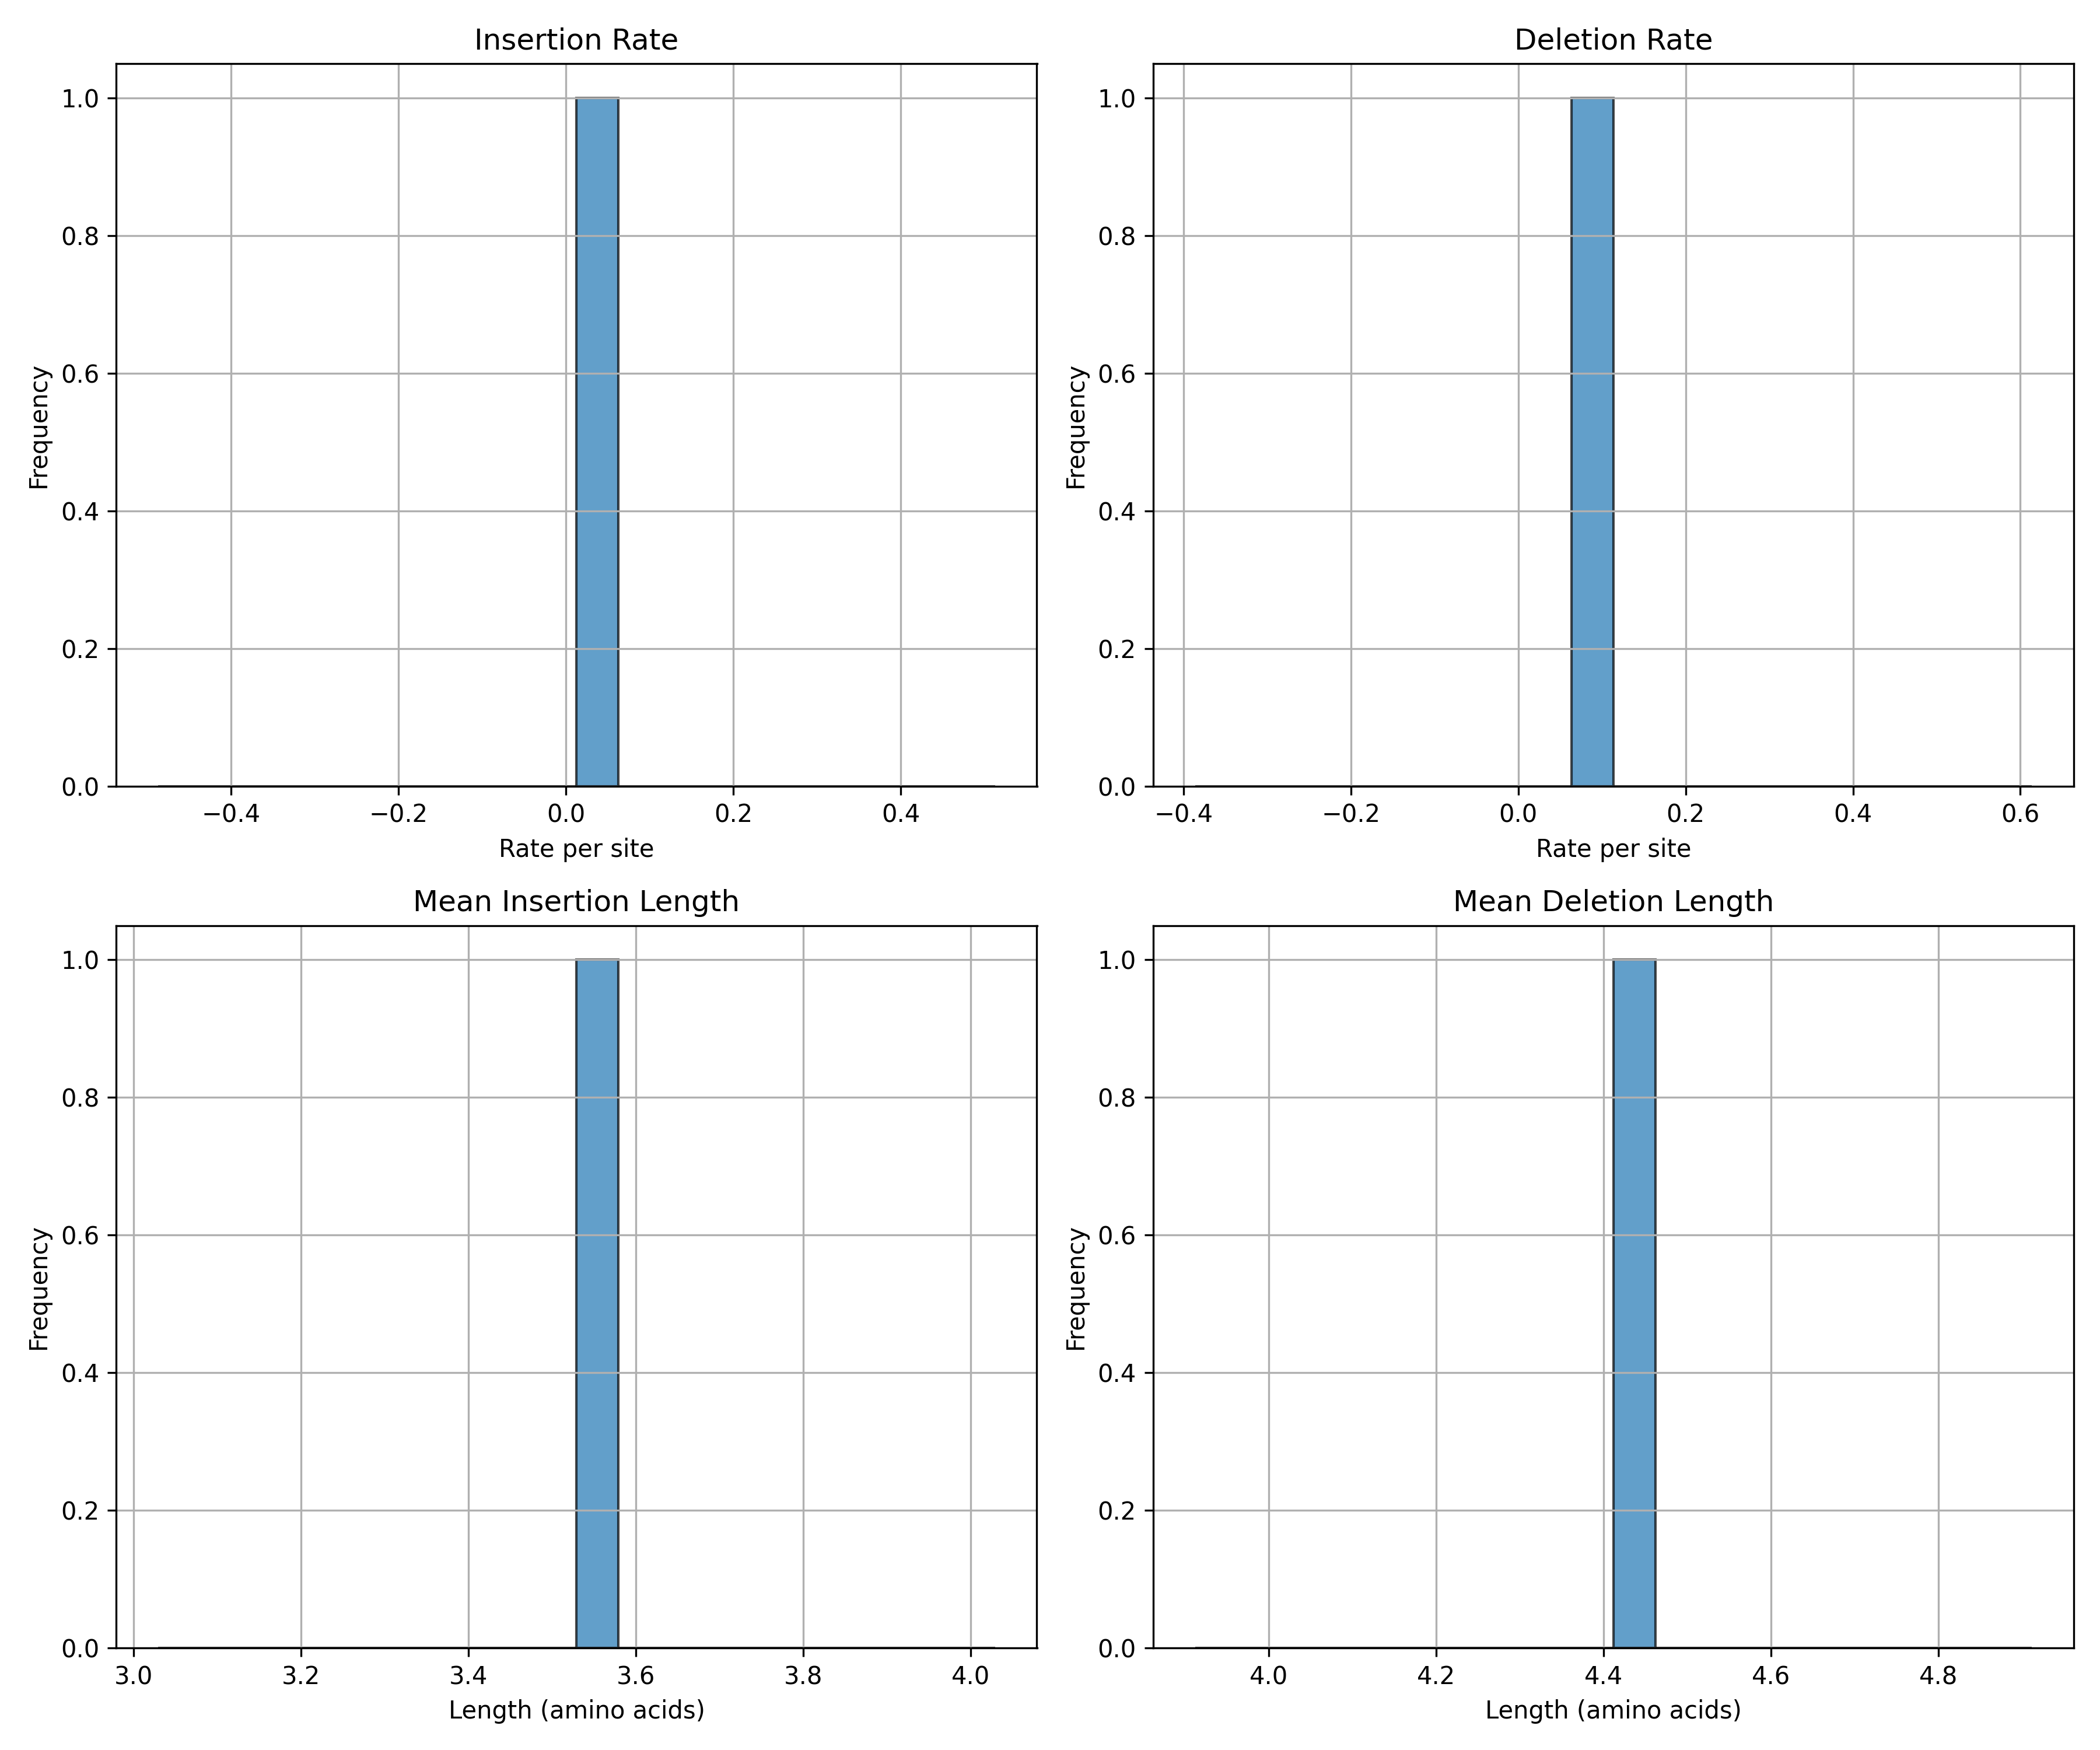 Insertion Rate
1.0
0.8
0.6
0.4
0.2
0.0
Frequency
−0.4 −0.2 0.0 0.2 0.4
Rate per site
Deletion Rate
1.0
0.8
0.6
0.4
0.2
0.0
Frequency
−0.4 −0.2 0.0 0.2 0.4 0.6
Rate per site
Mean Insertion Length
1.0
0.8
0.6
0.4
0.2
0.0
Frequency
3.0 3.2 3.4 3.6 3.8 4.0
Length (amino acids)
Mean Deletion Length
1.0
0.8
0.6
0.4
0.2
0.0
Frequency
4.0 4.2 4.4 4.6 4.8
Length (amino acids)